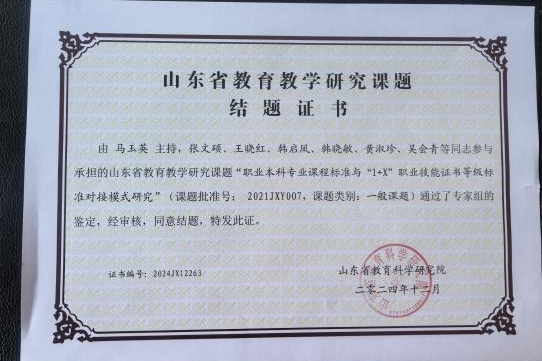 山东省教育教学研究课题
结题证书
由 马玉英 主持，张文硕、王晓红、韩启凤、韩晓敏、黄淑珍、吴会青等同志参与
承担的山东省教育教学研究课题“职业本科专业课程标准与“1+X”职业技能证书等级标
准对接模式研究”（课题批准号： 2021JXY007，课题类别：一般课题）通过了专家组的
鉴定，经审核，同意结题，特发此证。
证书编号：2024JX12263
山东省教育科学研究院
二零二四年十二月